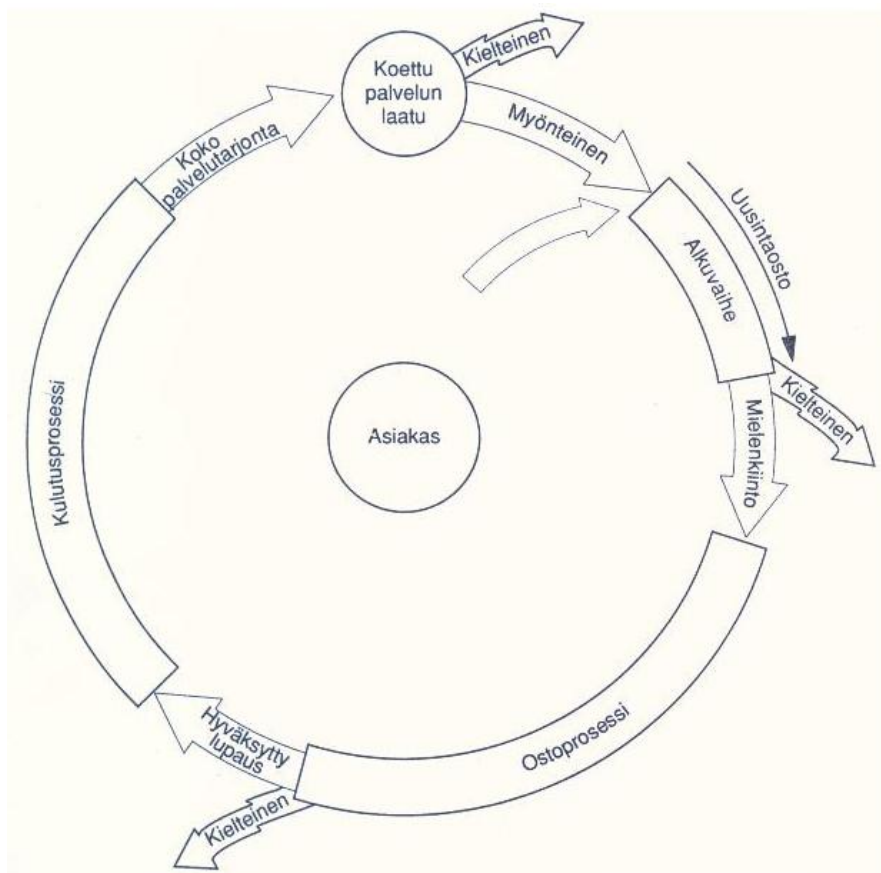 Koettu
palvelun
laatu
Kielteinen
Myönteinen
Uusintaosto
Alkuvaihe
Kielteinen
Mielenkiinto
Ostoprosessi
Kielteinen
Hyväksytty
lupaus
Kulutusprosessi
Koko
palvelutarjonta
Asiakas